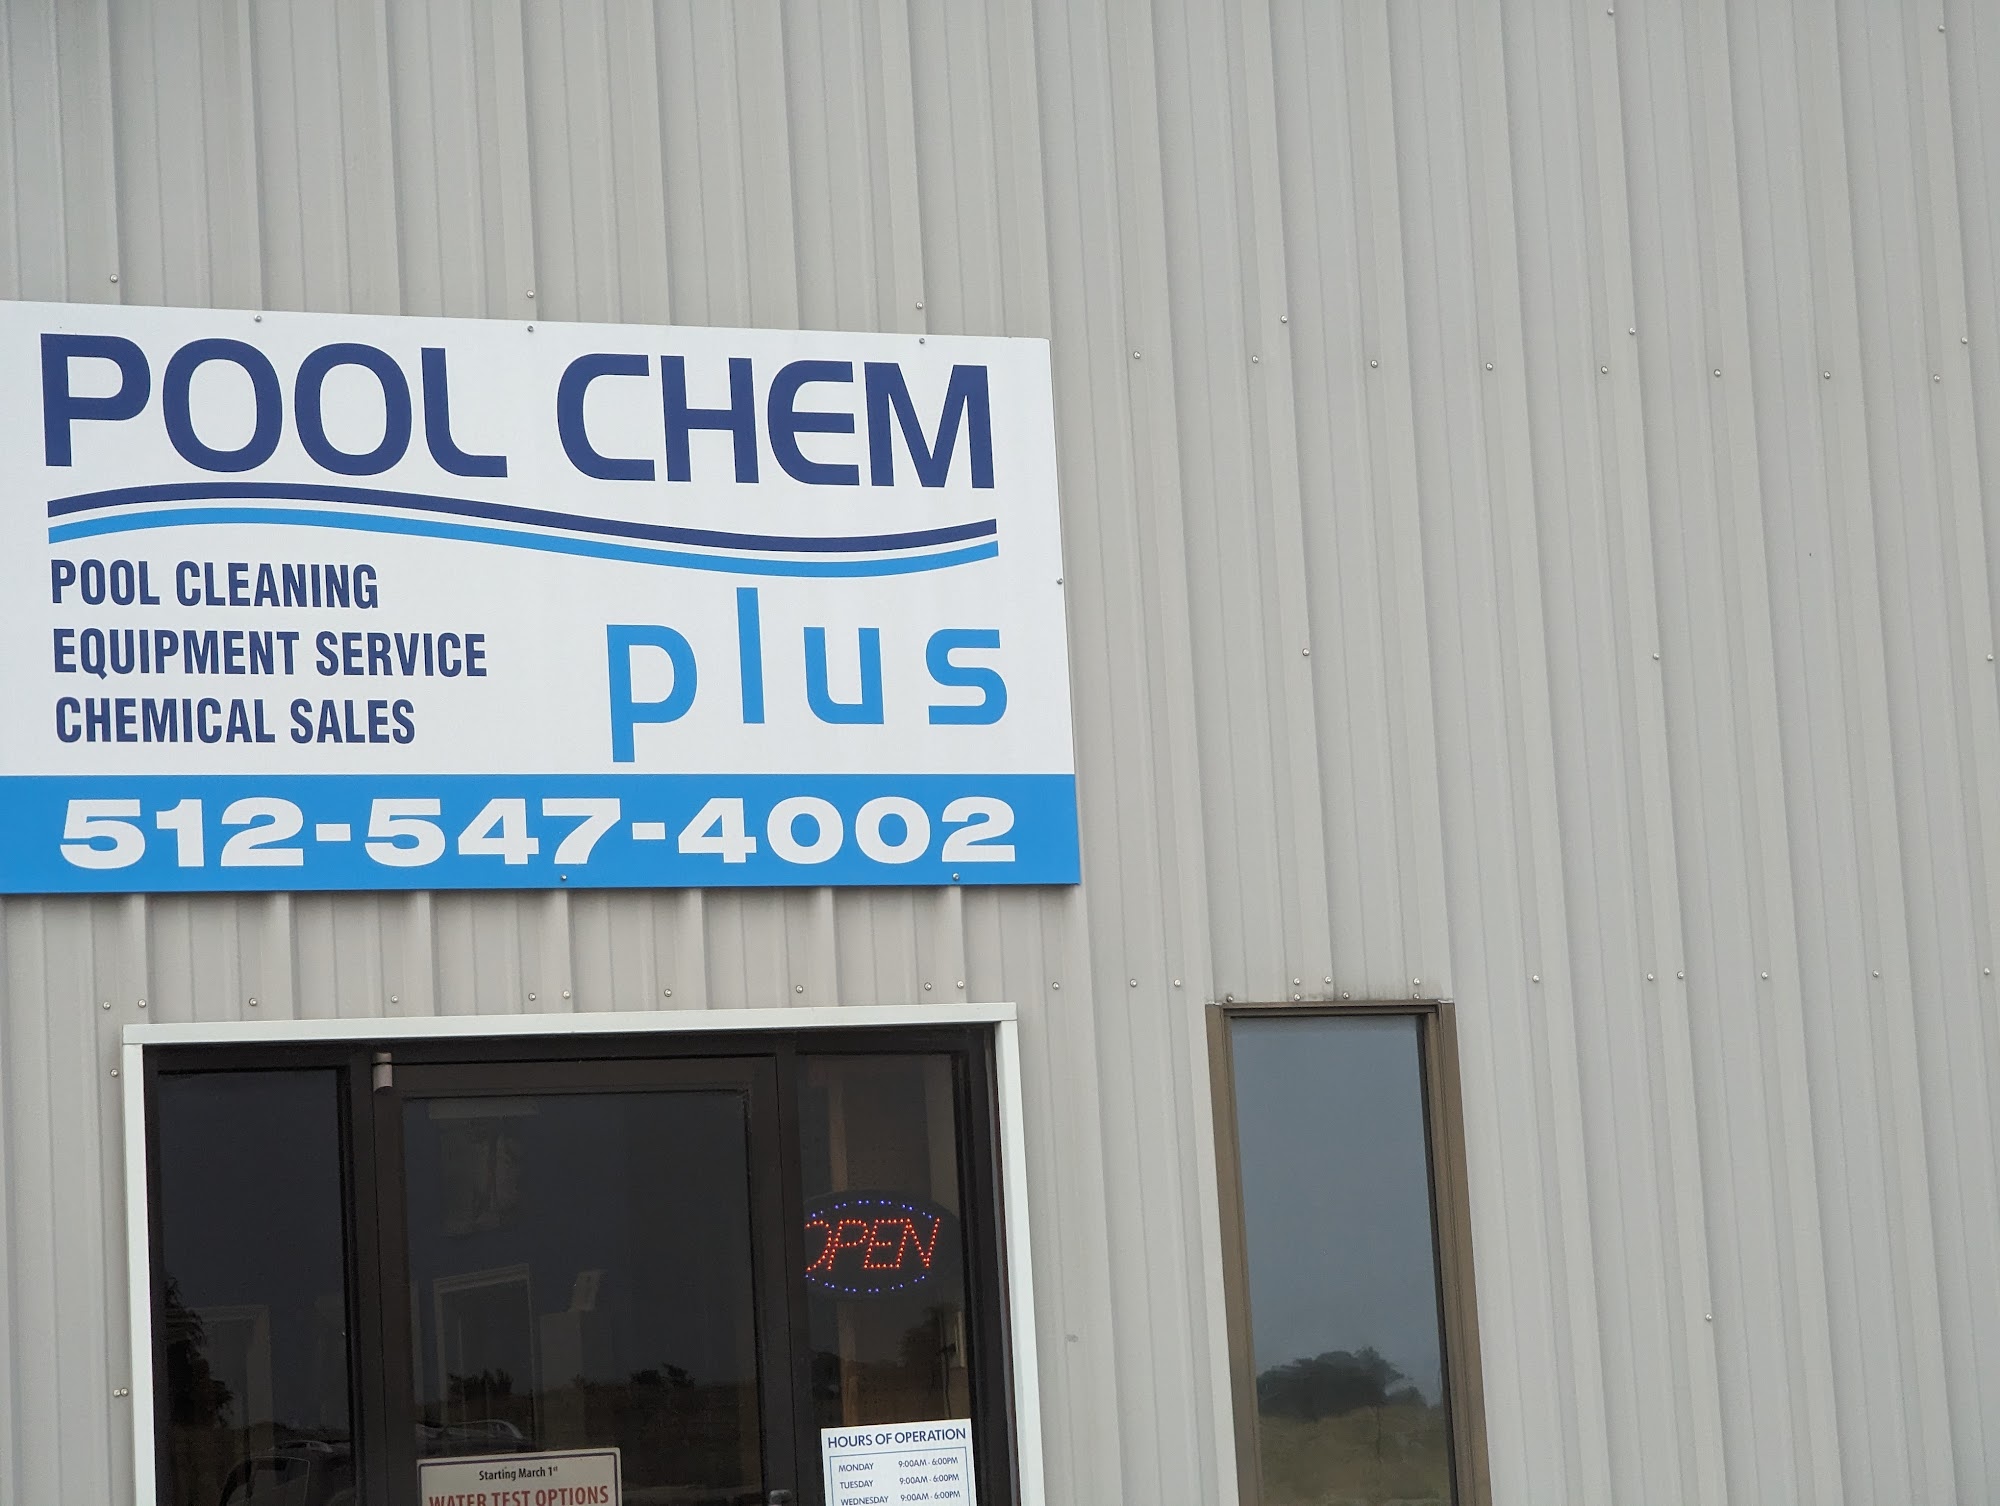 POOL CHEM
plus
POOL CLEANING
EQUIPMENT SERVICE
CHEMICAL SALES
512-547-4002
OPEN
HOURS OF OPERATION
MONDAY 9:00AM - 6:00PM
TUESDAY 9:00AM - 6:00PM
WEDNESDAY 9:00AM - 6:00PM
Starting March 1st
WATER TEST OPTIONS